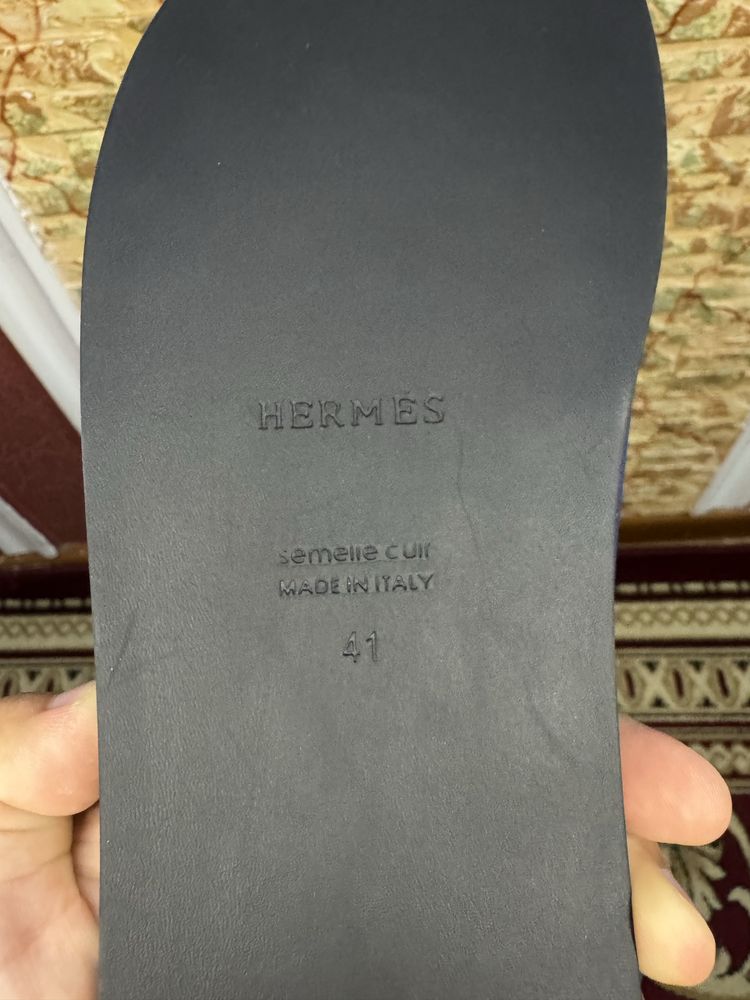 HERMÈS
semelle cuir
MADE IN ITALY
41